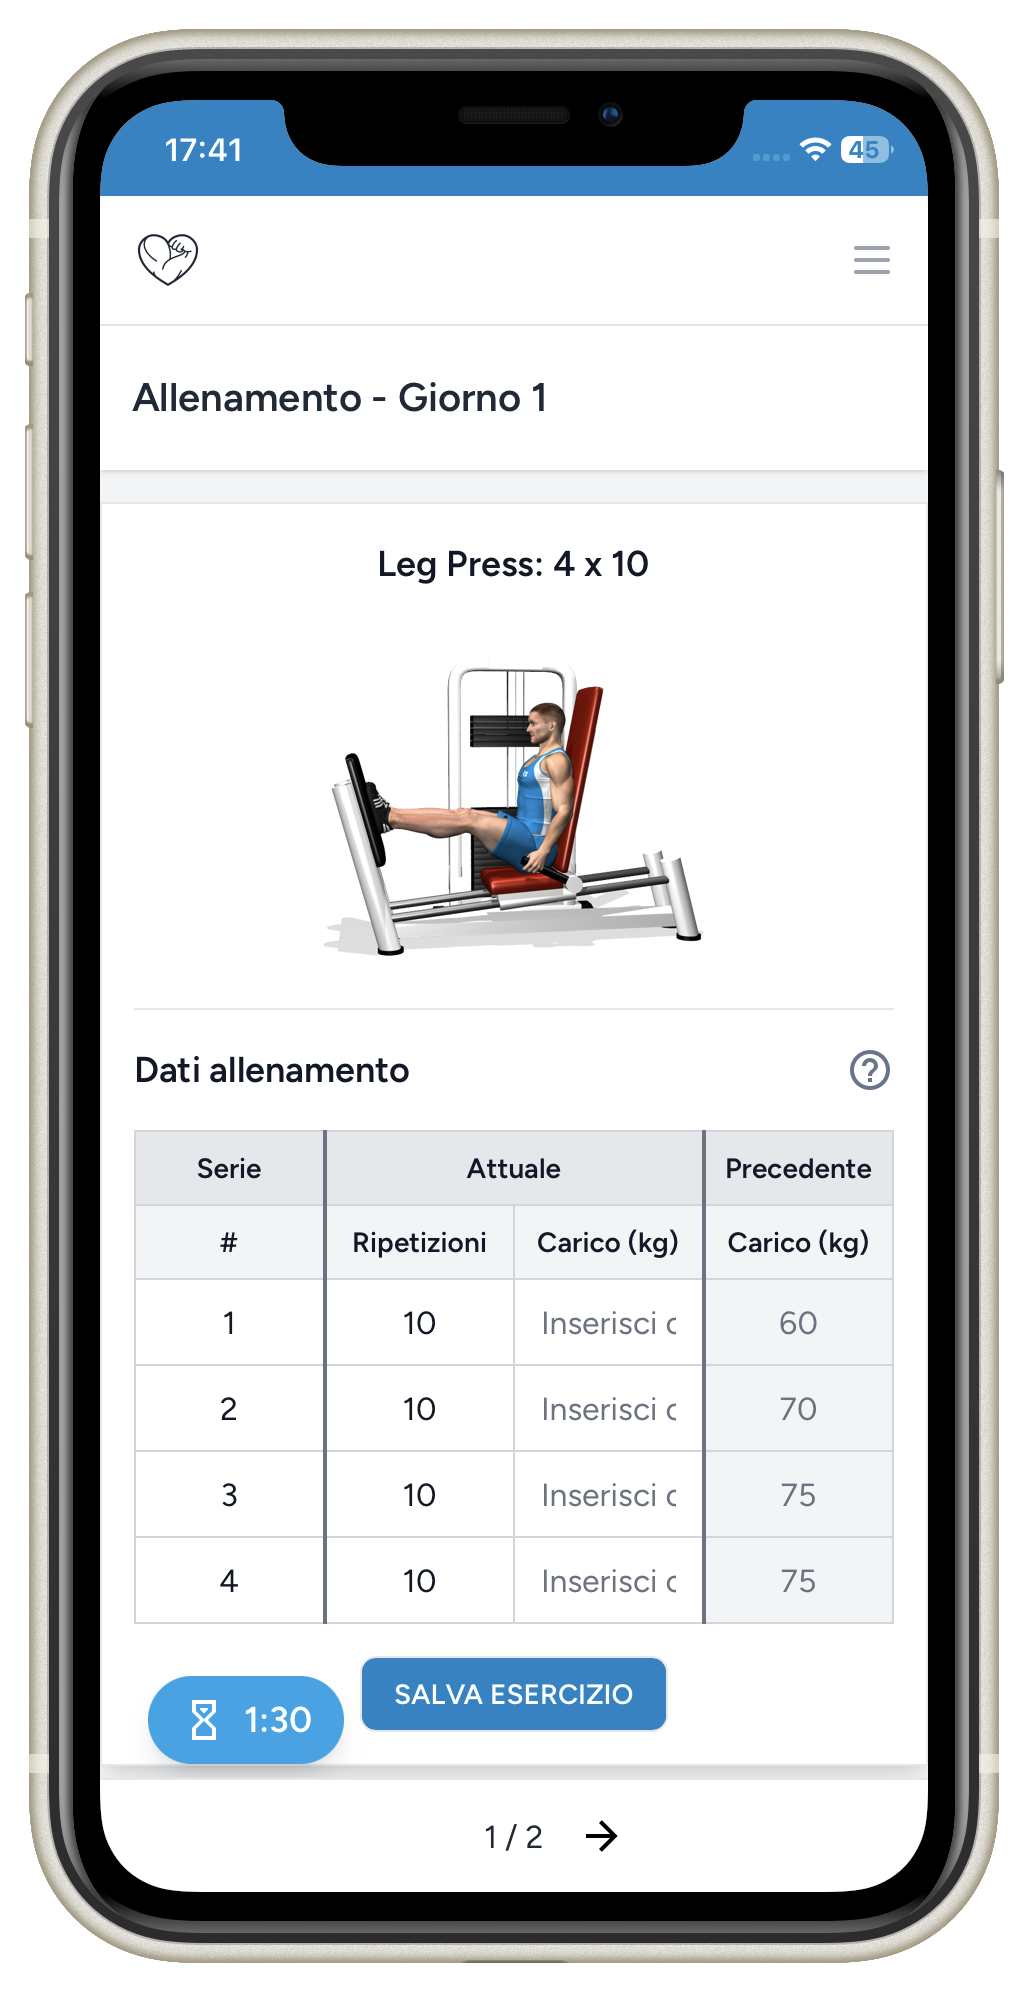 17:41
45
Allenamento - Giorno 1
Leg Press: 4 x 10
Dati allenamento
Serie Attuale Precedente
# Ripetizioni Carico (kg) Carico (kg)
1 10 Inserisci 60
2 10 Inserisci 70
3 10 Inserisci 75
4 10 Inserisci 75
SALVA ESERCIZIO
1:30
1 / 2